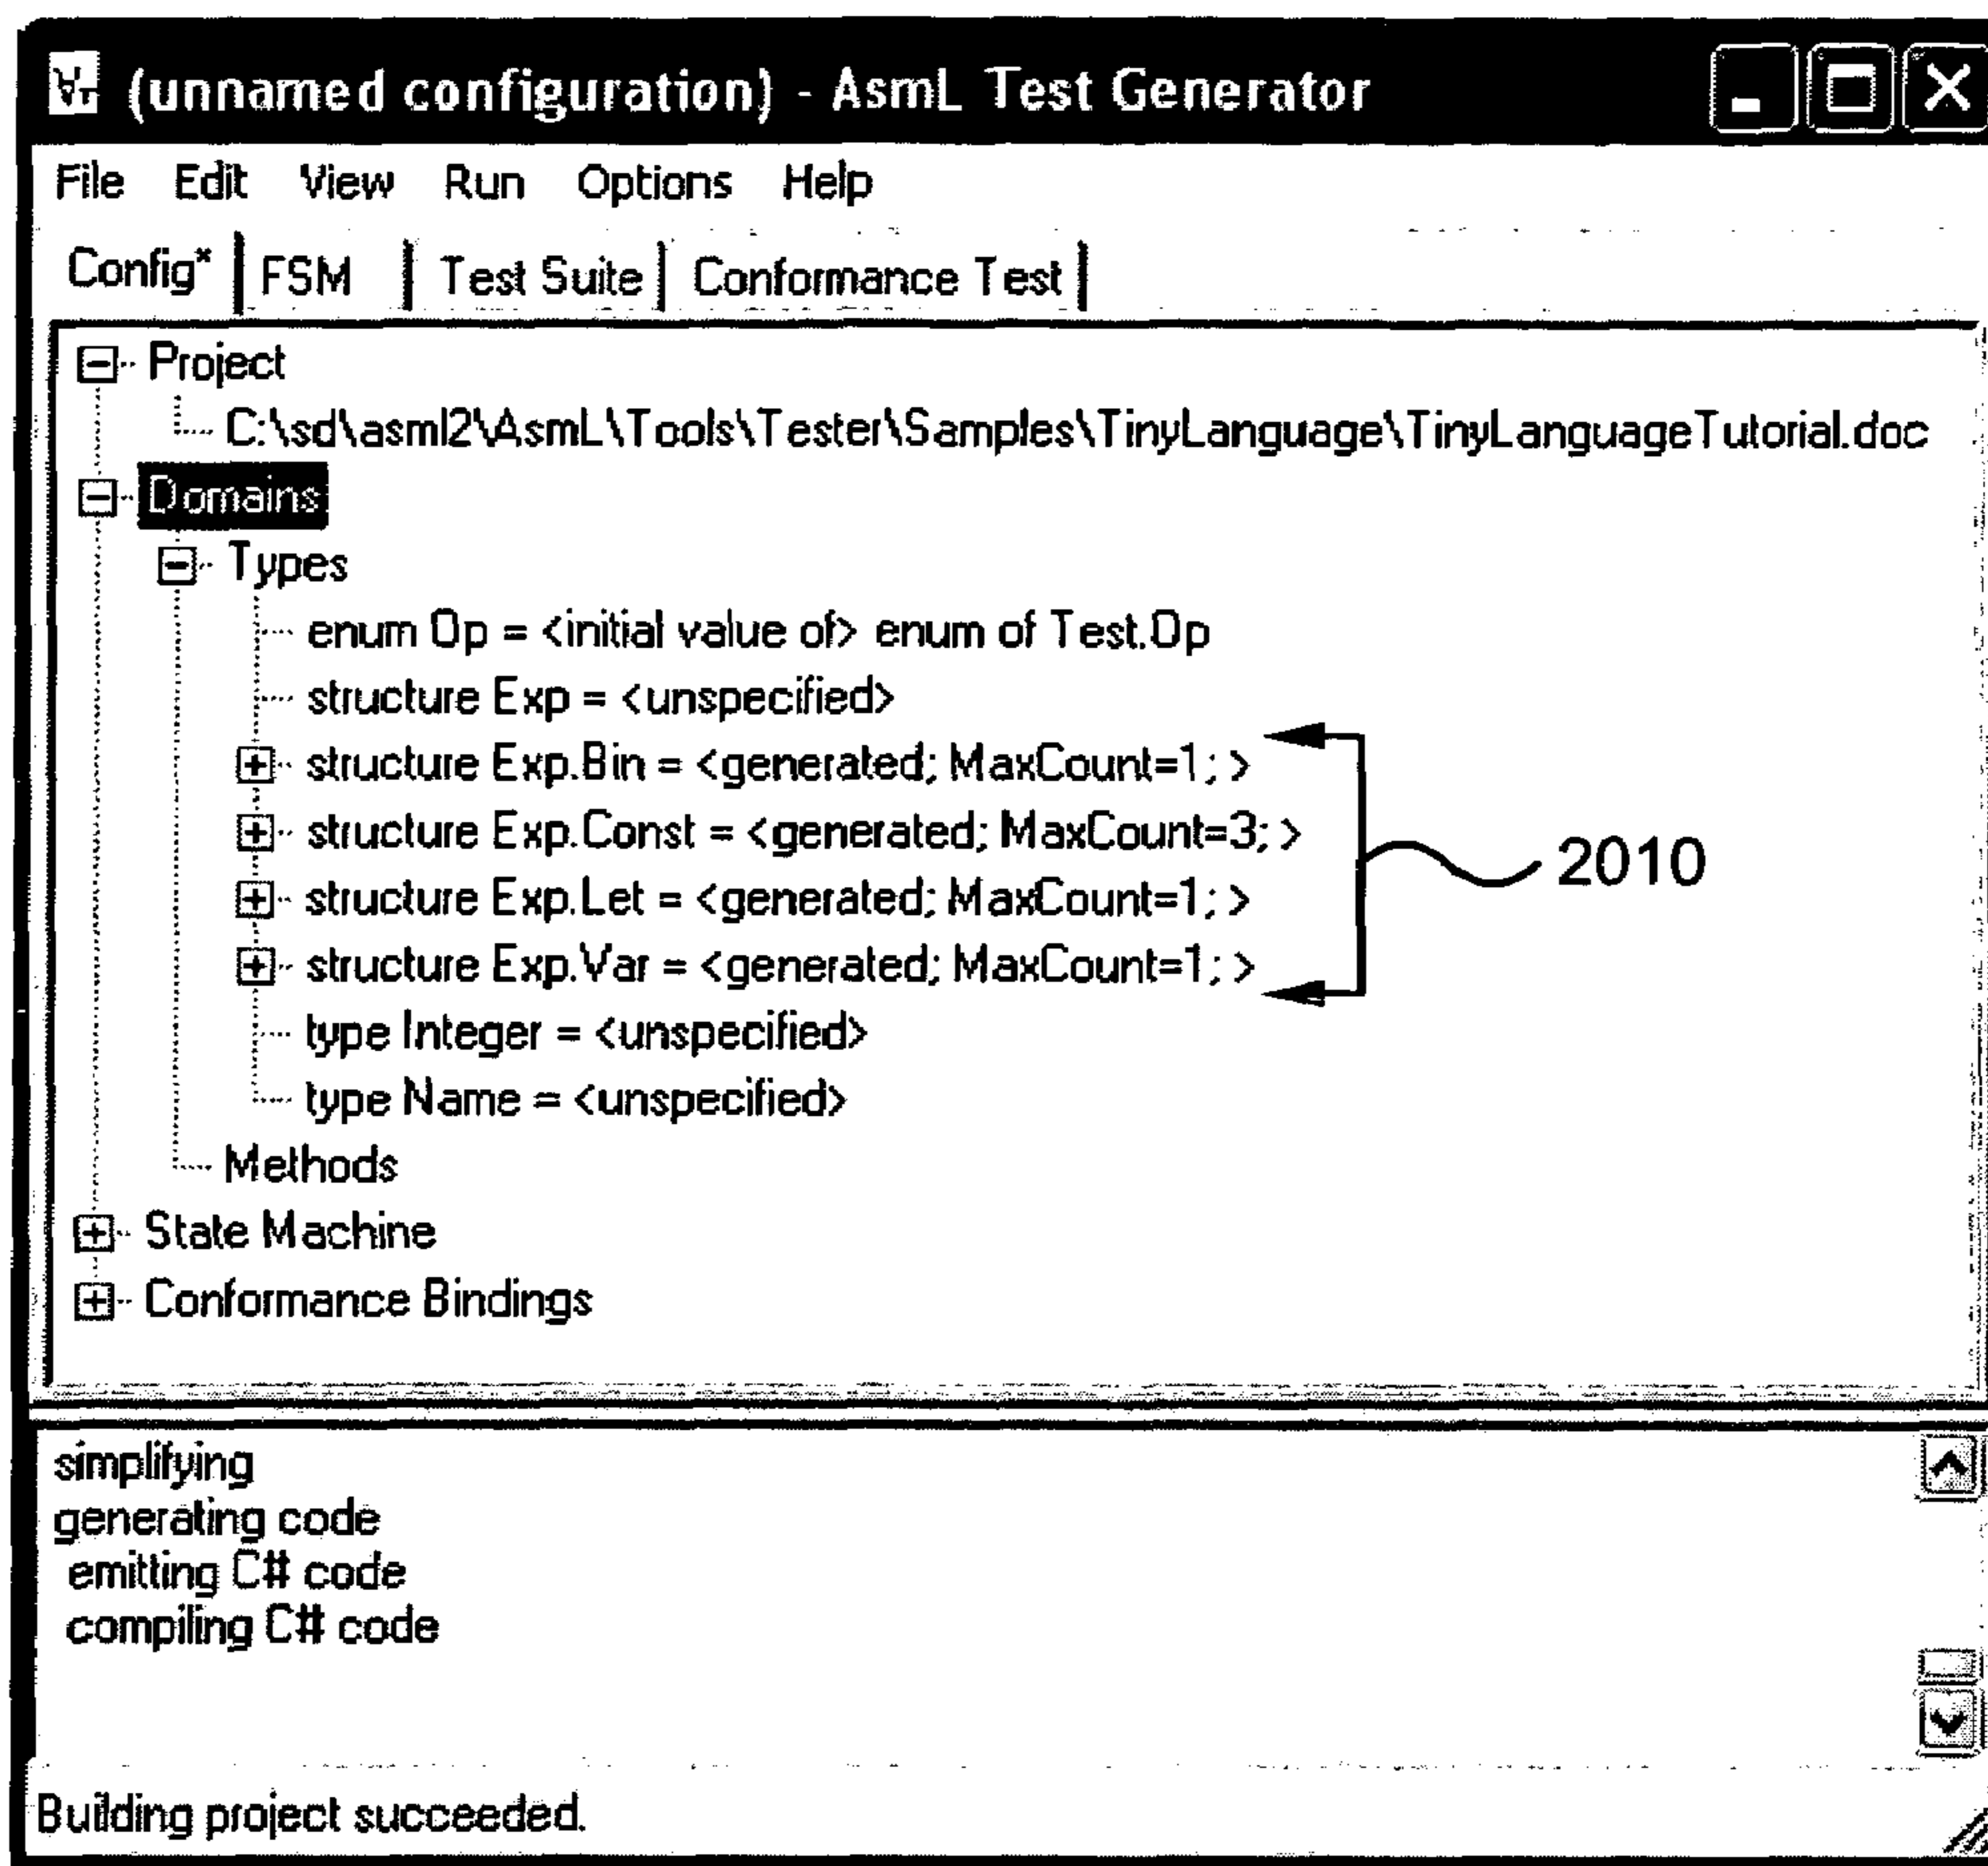 (unnamed configuration) - AsmL Test Generator
File Edit View Run Options Help
Config* FSM Test Suite Conformance Test
Project
C:\sd\asml2\AsmL\Tools\Tester\Samples\TinyLanguage\TinyLanguageTutorial.doc
Domains
Types
enum Op = <initial value of> enum of Test.Op
structure Exp = <unspecified>
structure Exp.Bin = <generated; MaxCount=1; >
structure Exp.Const = <generated; MaxCount=3; >
2010
structure Exp.Let = <generated; MaxCount=1; >
structure Exp.Var = <generated; MaxCount=1; >
type Integer = <unspecified>
type Name = <unspecified>
Methods
State Machine
Conformance Bindings
simplifying
generating code
emitting C# code
compiling C# code
Building project succeeded.